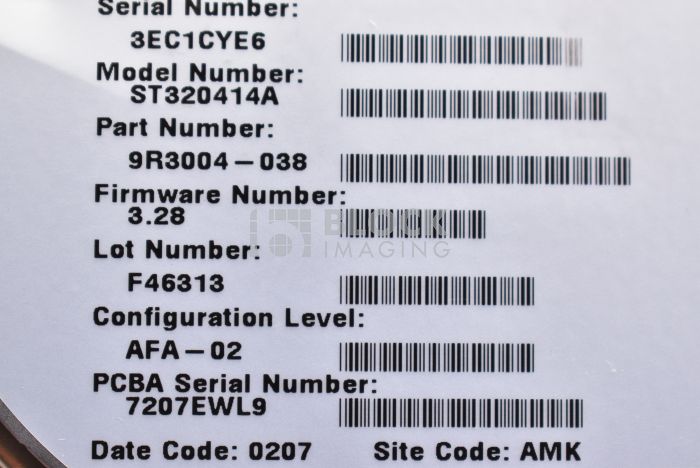 Serial Number:
3EC1CYE6
Model Number:
ST320414A
Part Number:
9R3004-038
Firmware Number:
3.28
BLOCK
IMAGING
Lot Number:
F46313
Configuration Level:
AFA-02
PCBA Serial Number:
7207EWL9
Date Code: 0207 Site Code: AMK